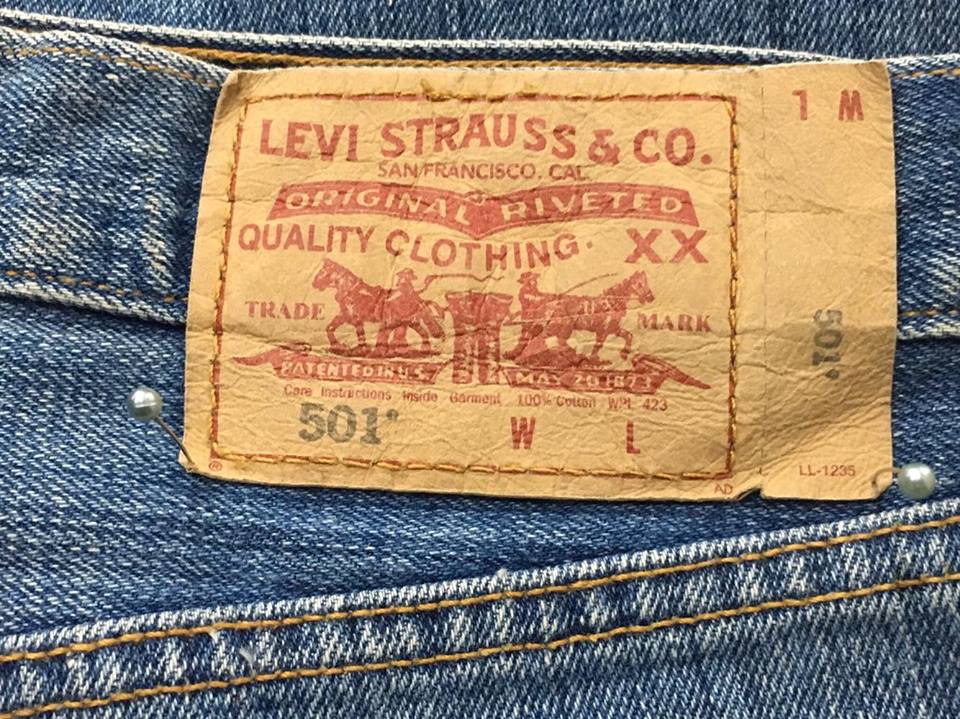 LEVI STRAUSS & CO.
SAN FRANCISCO, CAL.
ORIGINAL RIVETED
QUALITY CLOTHING. XX
TRADE MARK
PATENTED IN U.S. MAY 20 1873
Care Instructions Inside Garment 100% Cotton WPL 423
501® W L
® AD
1 M
501®
LL-1235